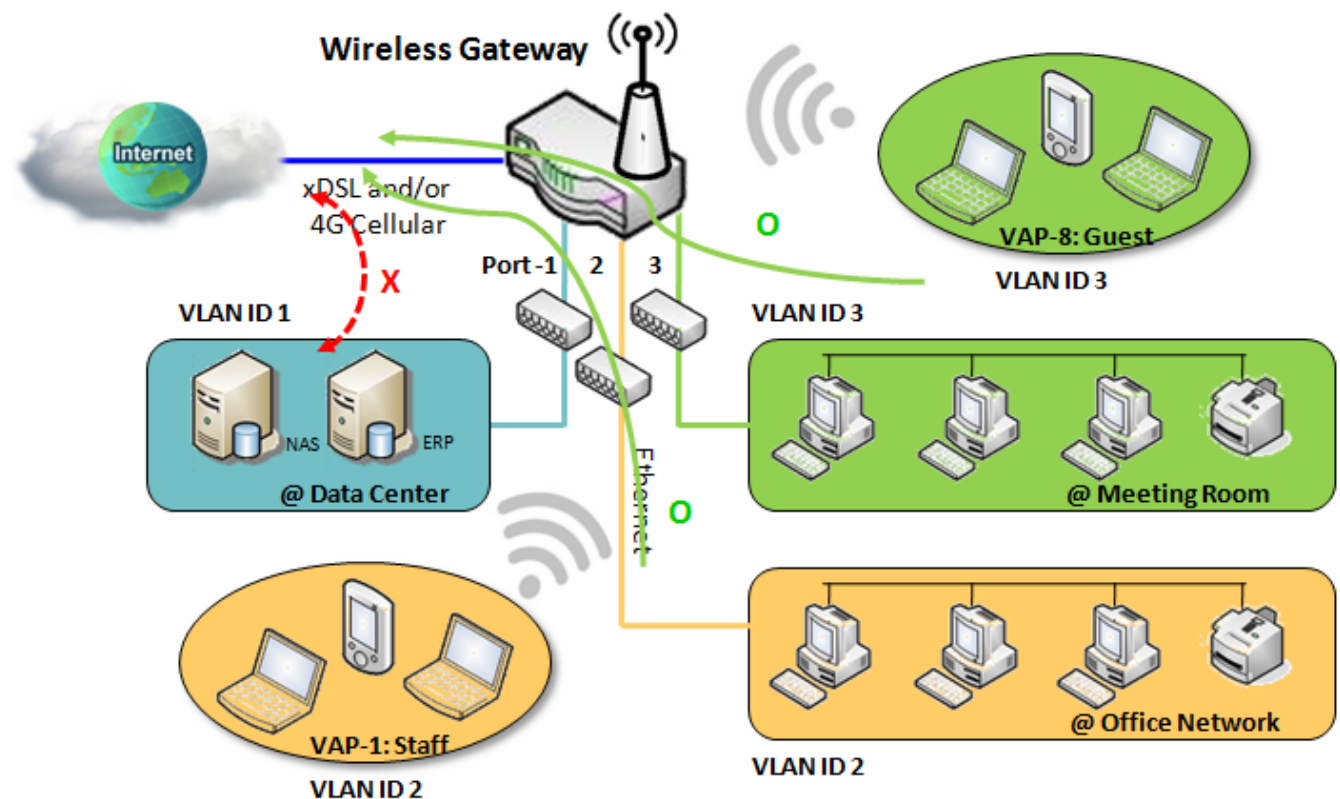 Wireless Gateway
Internet
xDSL and/or
4G Cellular
X
O
VAP-8: Guest
VLAN ID 3
Port -1
2
3
VLAN ID 1
VLAN ID 3
NAS
ERP
@ Data Center
Ethernet
O
@ Meeting Room
VAP-1: Staff
VLAN ID 2
@ Office Network
VLAN ID 2